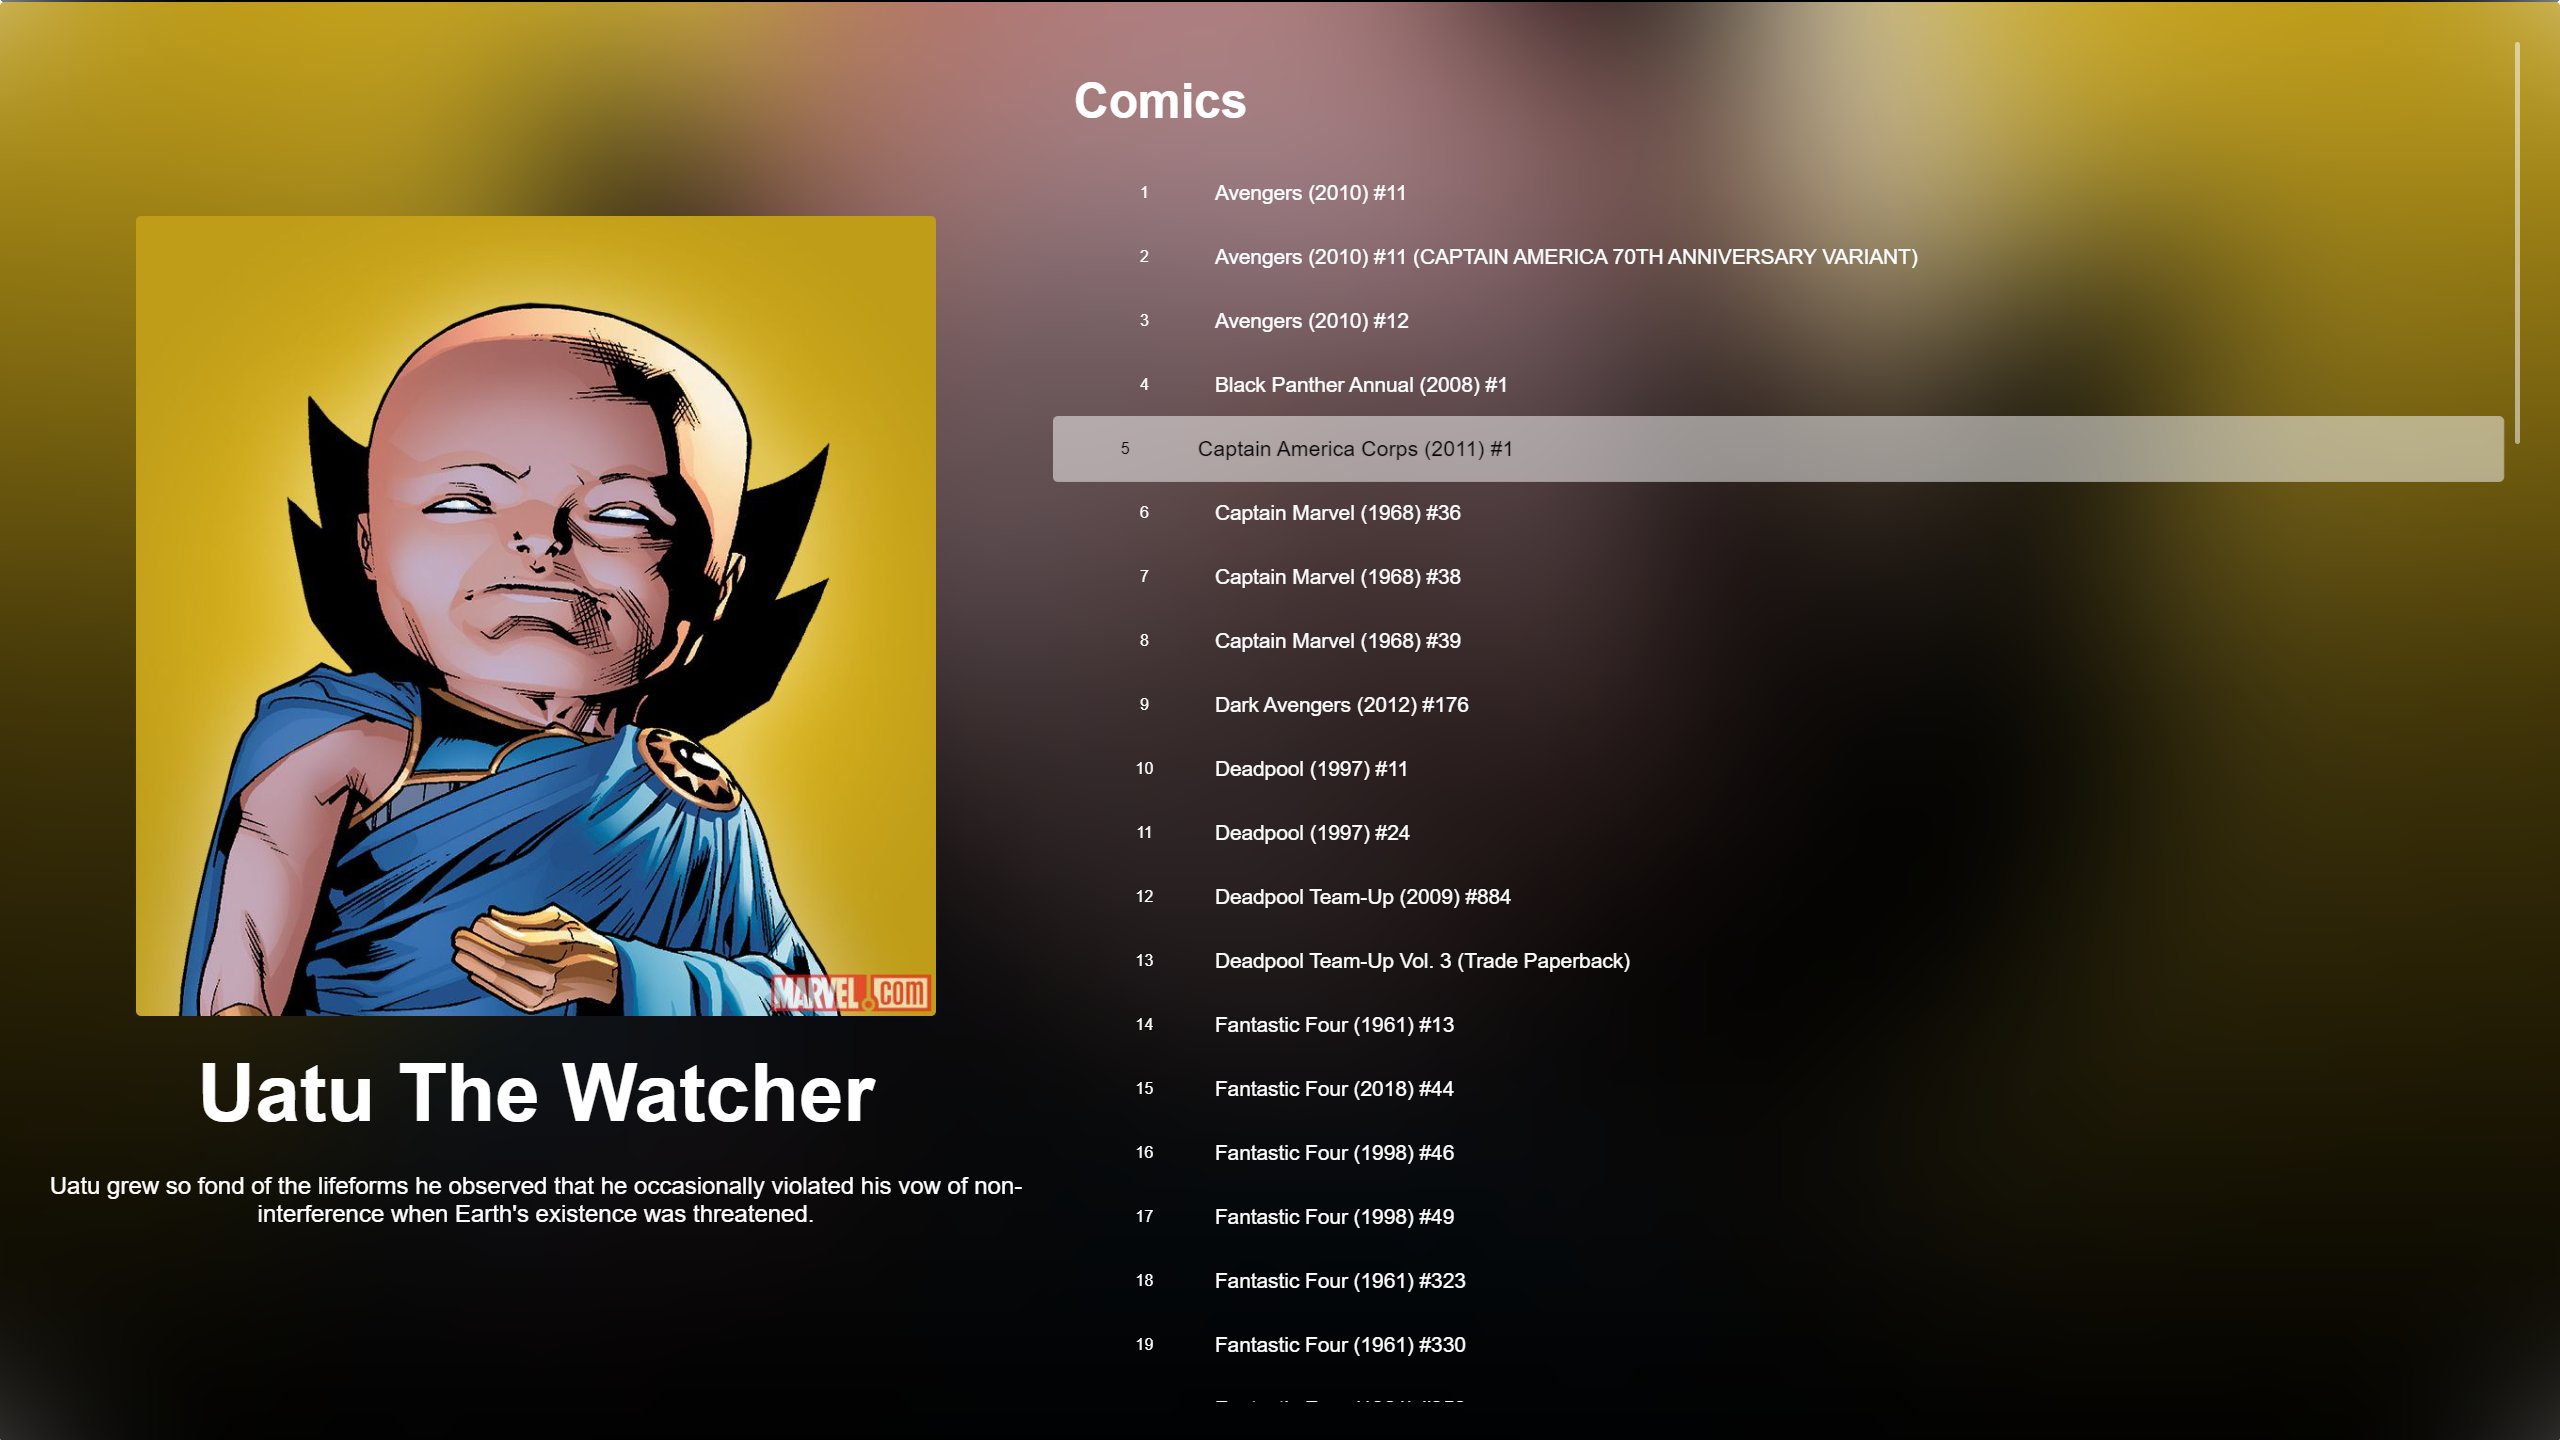 Comics
1 Avengers (2010) #11
2 Avengers (2010) #11 (CAPTAIN AMERICA 70TH ANNIVERSARY VARIANT)
3 Avengers (2010) #12
4 Black Panther Annual (2008) #1
5 Captain America Corps (2011) #1
6 Captain Marvel (1968) #36
7 Captain Marvel (1968) #38
8 Captain Marvel (1968) #39
9 Dark Avengers (2012) #176
10 Deadpool (1997) #11
11 Deadpool (1997) #24
12 Deadpool Team-Up (2009) #884
13 Deadpool Team-Up Vol. 3 (Trade Paperback)
14 Fantastic Four (1961) #13
15 Fantastic Four (2018) #44
16 Fantastic Four (1998) #46
17 Fantastic Four (1998) #49
18 Fantastic Four (1961) #323
19 Fantastic Four (1961) #330
MARVEL.com
Uatu The Watcher
Uatu grew so fond of the lifeforms he observed that he occasionally violated his vow of non-
interference when Earth's existence was threatened.